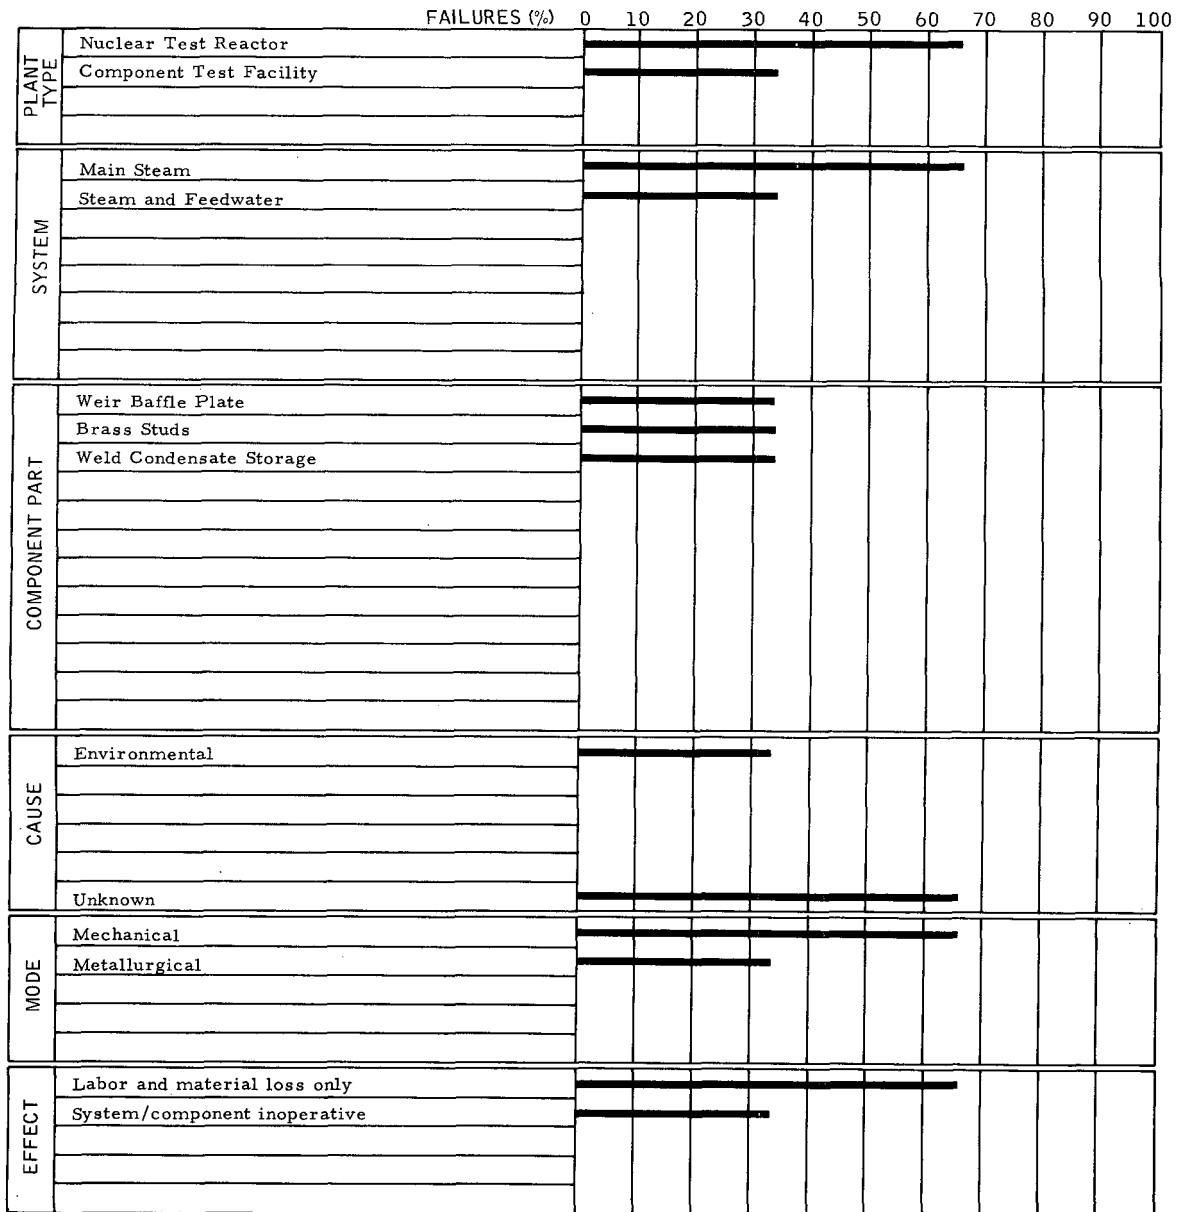 FAILURES (%) 0 10 20 30 40 50 60 70 80 90 100
PLANT
TYPE
Nuclear Test Reactor
Component Test Facility
SYSTEM
Main Steam
Steam and Feedwater
COMPONENT PART
Weir Baffle Plate
Brass Studs
Weld Condensate Storage
CAUSE
Environmental
Unknown
MODE
Mechanical
Metallurgical
EFFECT
Labor and material loss only
System/component inoperative